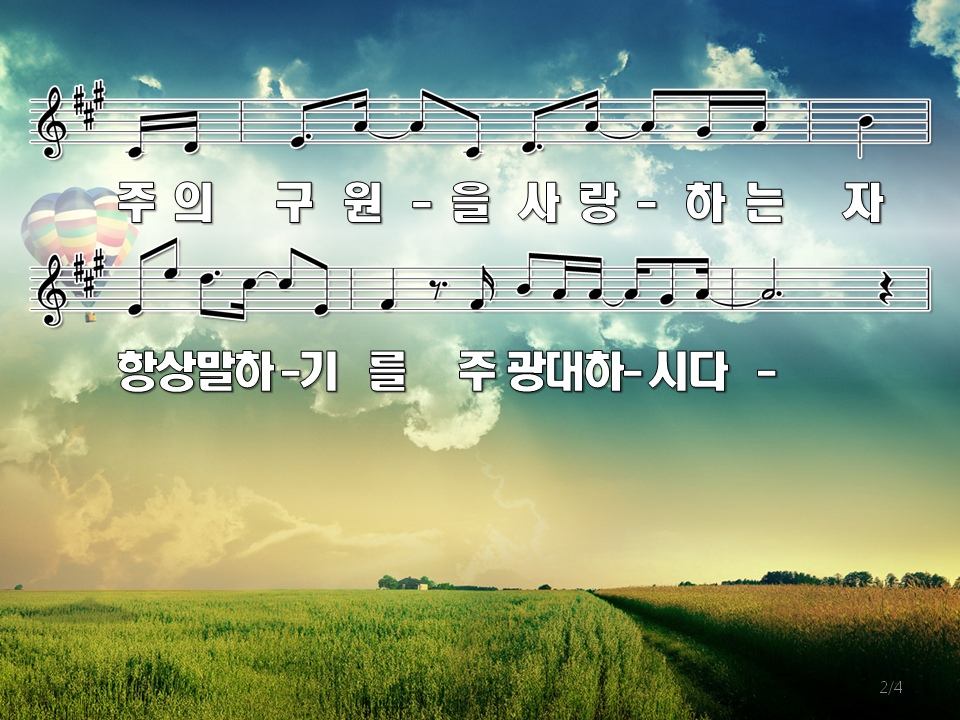 주 의 구 원 - 을 사 랑 - 하 는 자
항상말하 -기 를 주 광대하- 시다 -
2/4